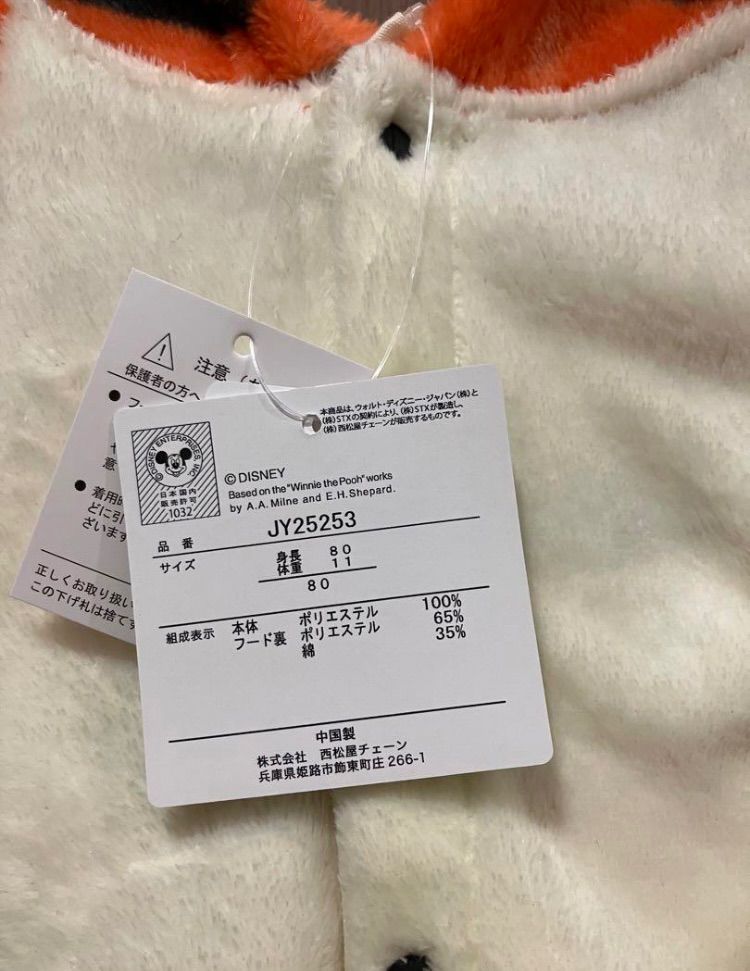 注意
保護者の方へ
意
着用
どに引
ざいます
正しくお取り扱い
この下げ札は捨てず
本商品は、ウォルト・ディズニー・ジャパン(株)と
(株)STXの契約により、(株)STXが製造し、
(株)西松屋チェーンが販売するものです。
©DISNEY ENTERPRISES, INC.
日本国内
販売許可
1032
©DISNEY
Based on the "Winnie the Pooh" works
by A.A. Milne and E.H. Shepard.
品番 JY25253
サイズ 身長 80
体重 11
80
組成表示 本体 ポリエステル 100%
フード裏 ポリエステル 65%
綿 35%
中国製
株式会社 西松屋チェーン
兵庫県姫路市飾東町庄 266-1